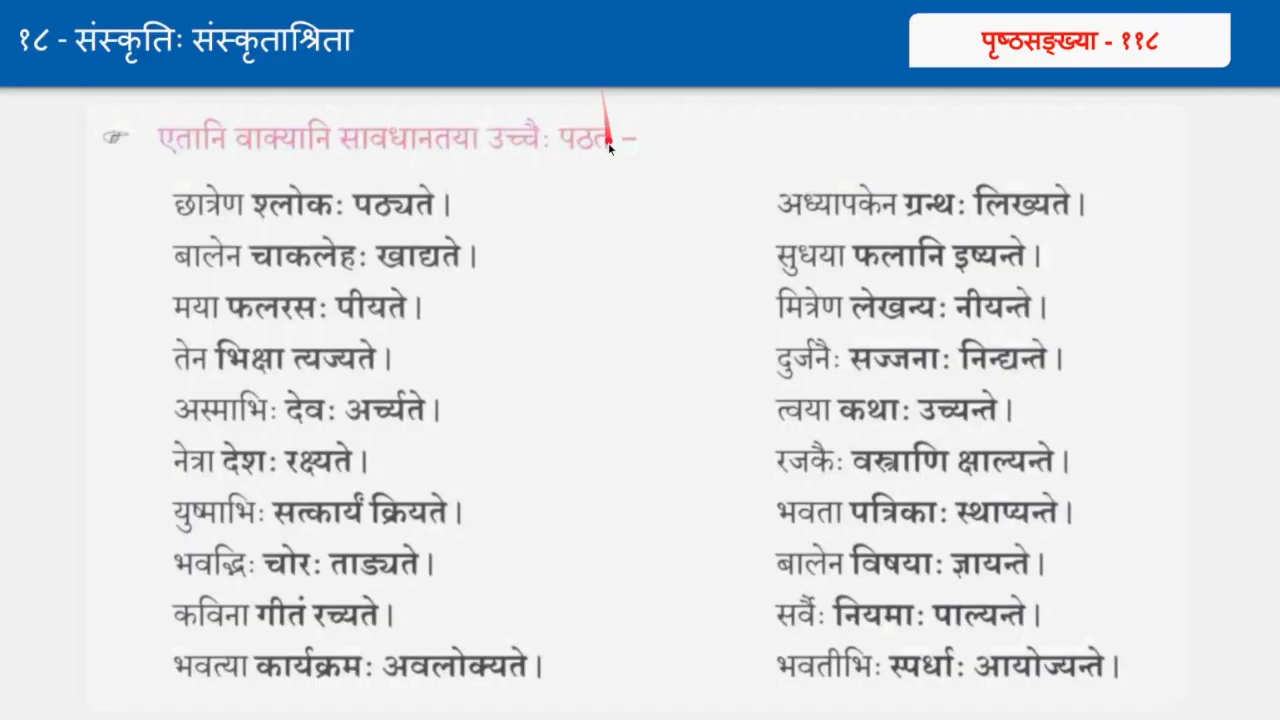 १८ - संस्कृतिः संस्कृताश्रिता
पृष्ठसङ्ख्या - ११८
एतानि वाक्यानि सावधानतया उच्चैः पठत –
छात्रेण श्लोकः पठ्यते।
बालेन चाकलेहः खाद्यते।
मया फलरसः पीयते।
तेन भिक्षा त्यज्यते।
अस्माभिः देवः अर्च्यते।
नेत्रा देशः रक्ष्यते।
युष्माभिः सत्कार्यं क्रियते।
भवद्भिः चोरः ताड्यते।
कविना गीतं रच्यते।
भवत्या कार्यक्रमः अवलोक्यते।
अध्यापकेन ग्रन्थः लिख्यते।
सुधया फलानि इष्यन्ते।
मित्रेण लेखन्यः नीयन्ते।
दुर्जनैः सज्जनाः निन्द्यन्ते।
त्वया कथाः उच्यन्ते।
रजकैः वस्त्राणि क्षाल्यन्ते।
भवता पत्रिकाः स्थाप्यन्ते।
बालेन विषयाः ज्ञायन्ते।
सर्वैः नियमाः पाल्यन्ते।
भवतीभिः स्पर्धाः आयोज्यन्ते।